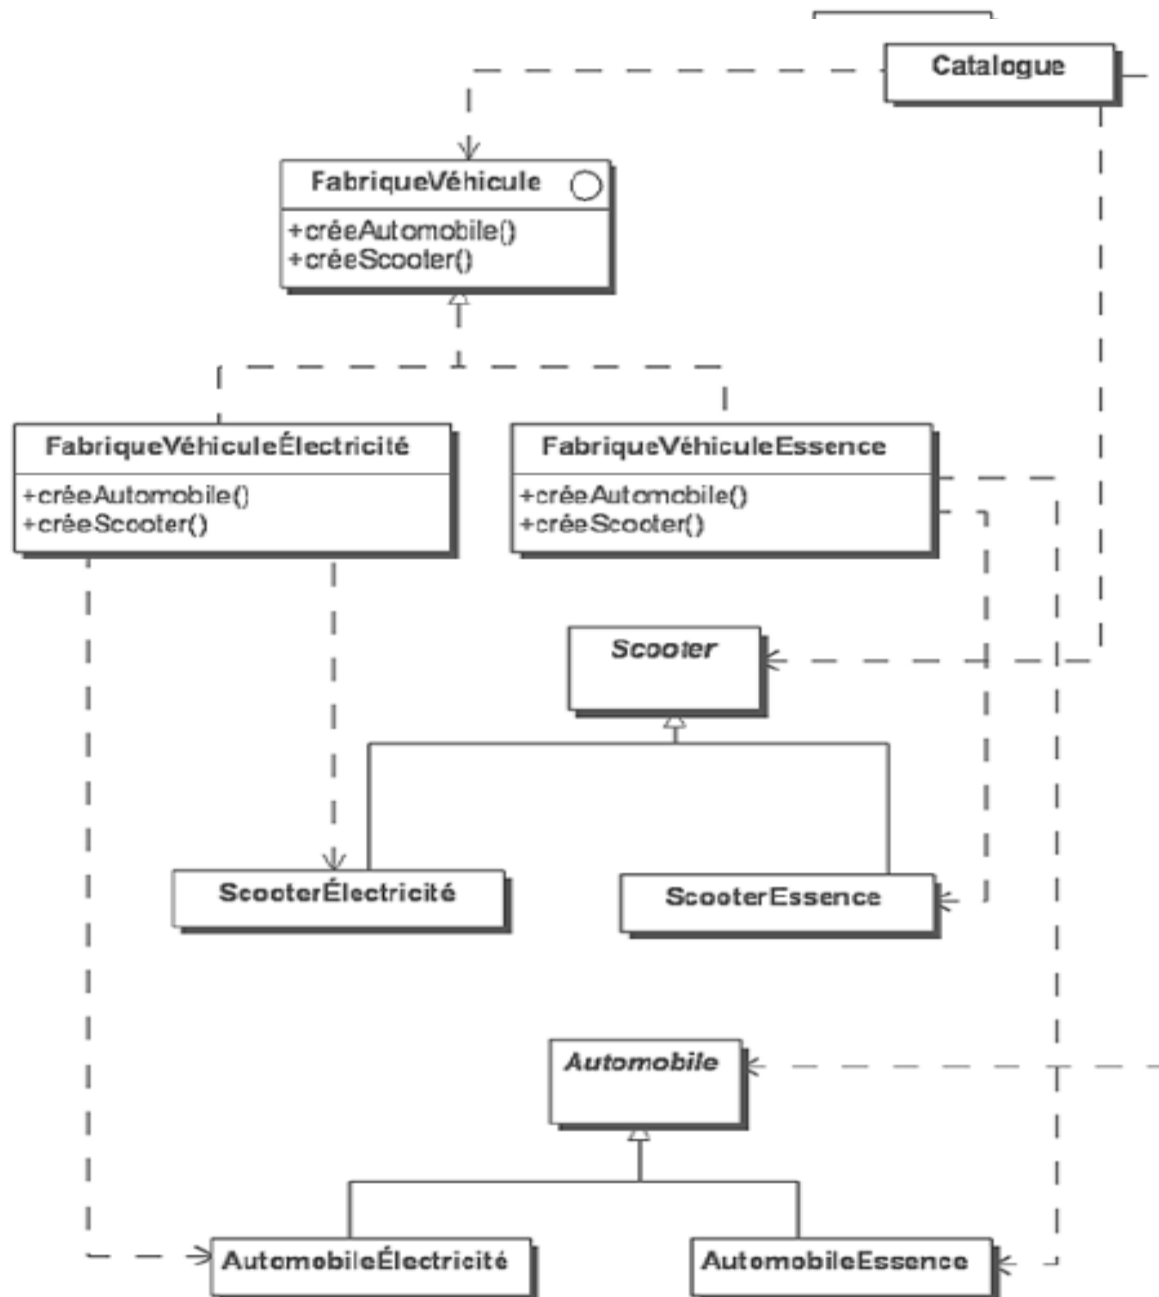 Catalogue
FabriqueVéhicule
+créeAutomobile()
+créeScooter()
FabriqueVéhiculeÉlectricité
+créeAutomobile()
+créeScooter()
FabriqueVéhiculeEssence
+créeAutomobile()
+créeScooter()
Scooter
ScooterÉlectricité
ScooterEssence
Automobile
AutomobileÉlectricité
AutomobileEssence